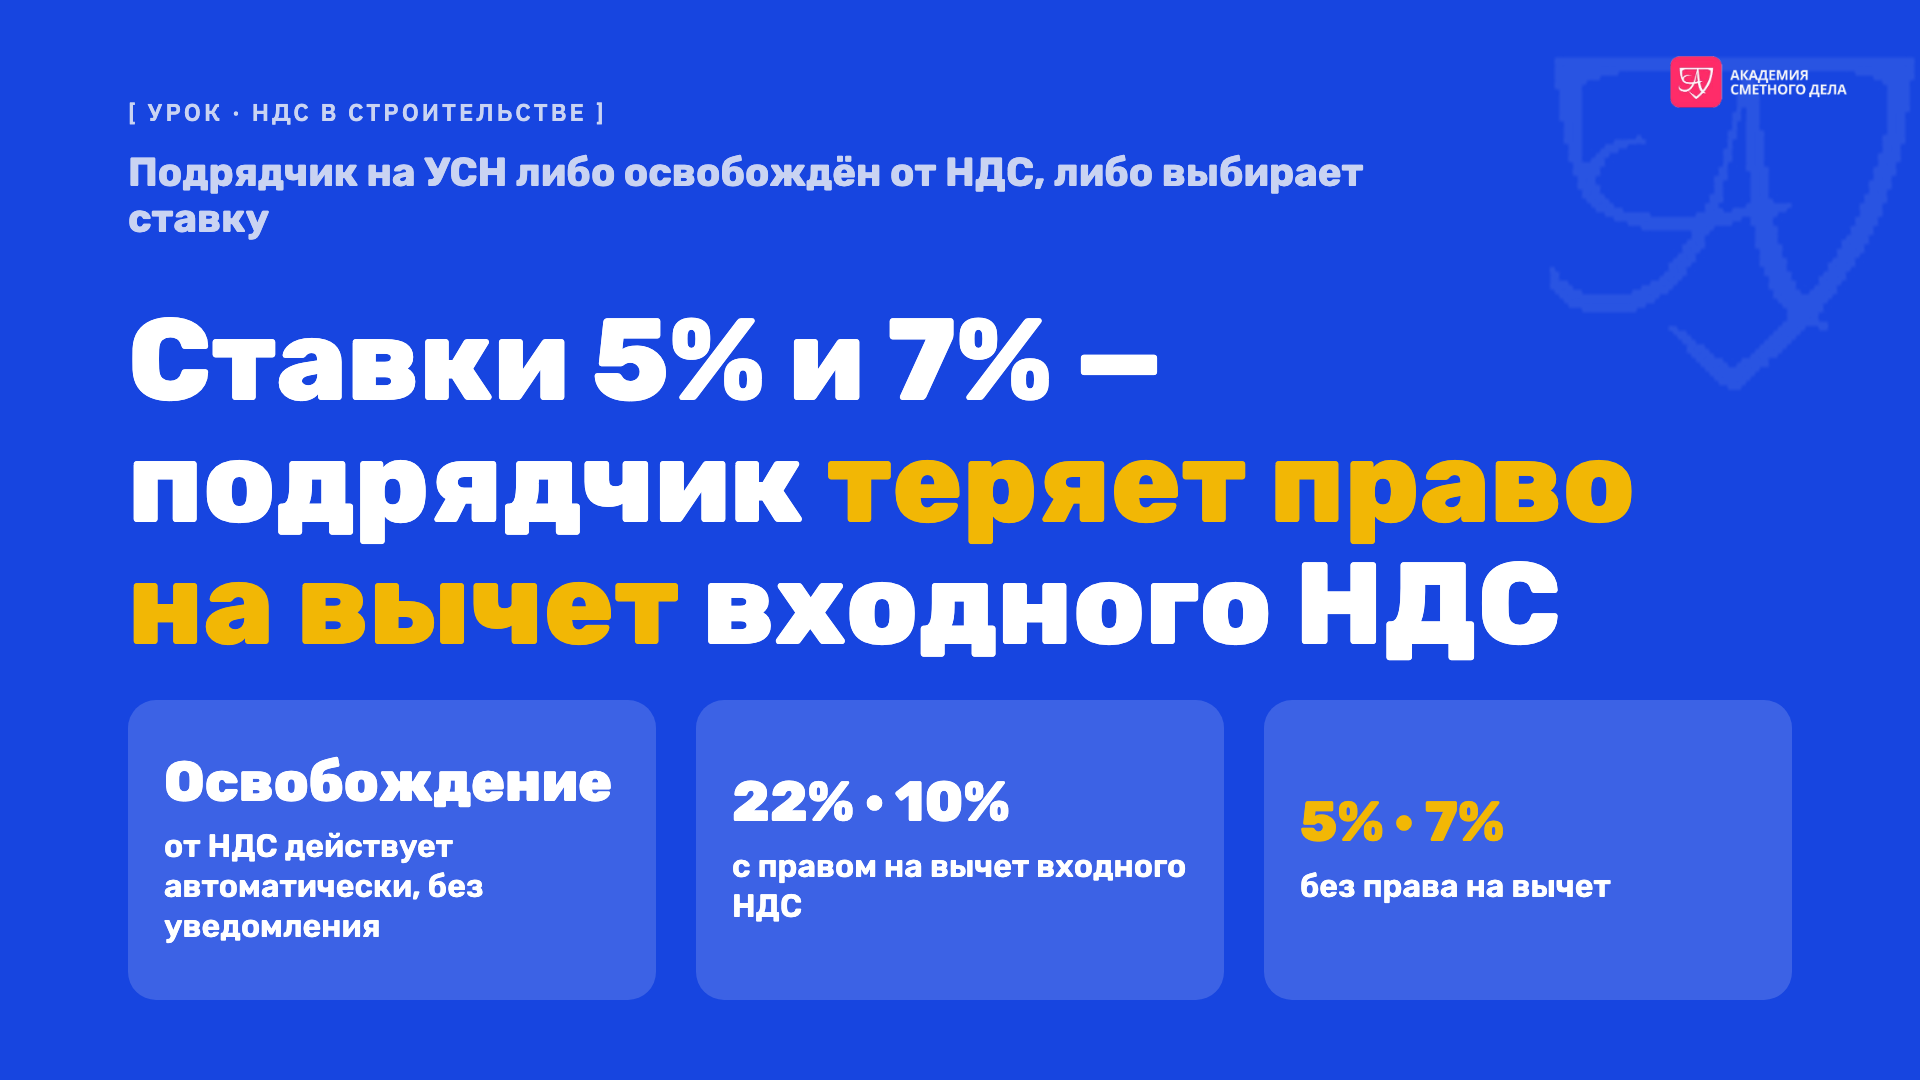 [ УРОК · НДС В СТРОИТЕЛЬСТВЕ ]
АКАДЕМИЯ
СМЕТНОГО ДЕЛА
Подрядчик на УСН либо освобождён от НДС, либо выбирает
ставку
Ставки 5% и 7% —
подрядчик теряет право
на вычет входного НДС
Освобождение
от НДС действует
автоматически, без
уведомления
22% · 10%
с правом на вычет входного
НДС
5% · 7%
без права на вычет